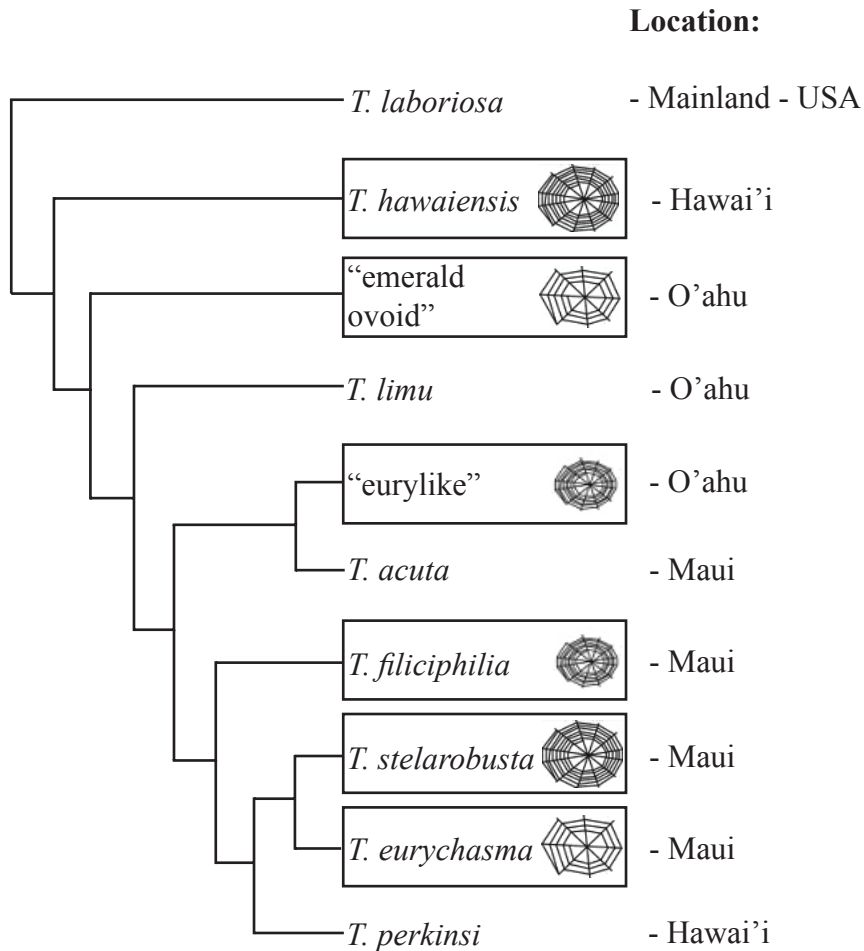 Location:
T. laboriosa - Mainland - USA
T. hawaiensis - Hawai’i
“emerald
ovoid” - O’ahu
T. limu - O’ahu
“eurylike” - O’ahu
T. acuta - Maui
T. filiciphilia - Maui
T. stelarobusta - Maui
T. eurychasma - Maui
T. perkinsi - Hawai’i